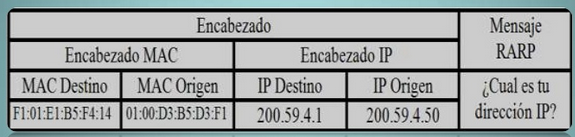 Encabezado
Mensaje
RARP
Encabezado MAC
Encabezado IP
MAC Destino
MAC Origen
IP Destino
IP Origen
¿Cual es tu
dirección IP?
F1:01:E1:B5:F4:14
01:00:D3:B5:D3:F1
200.59.4.1
200.59.4.50